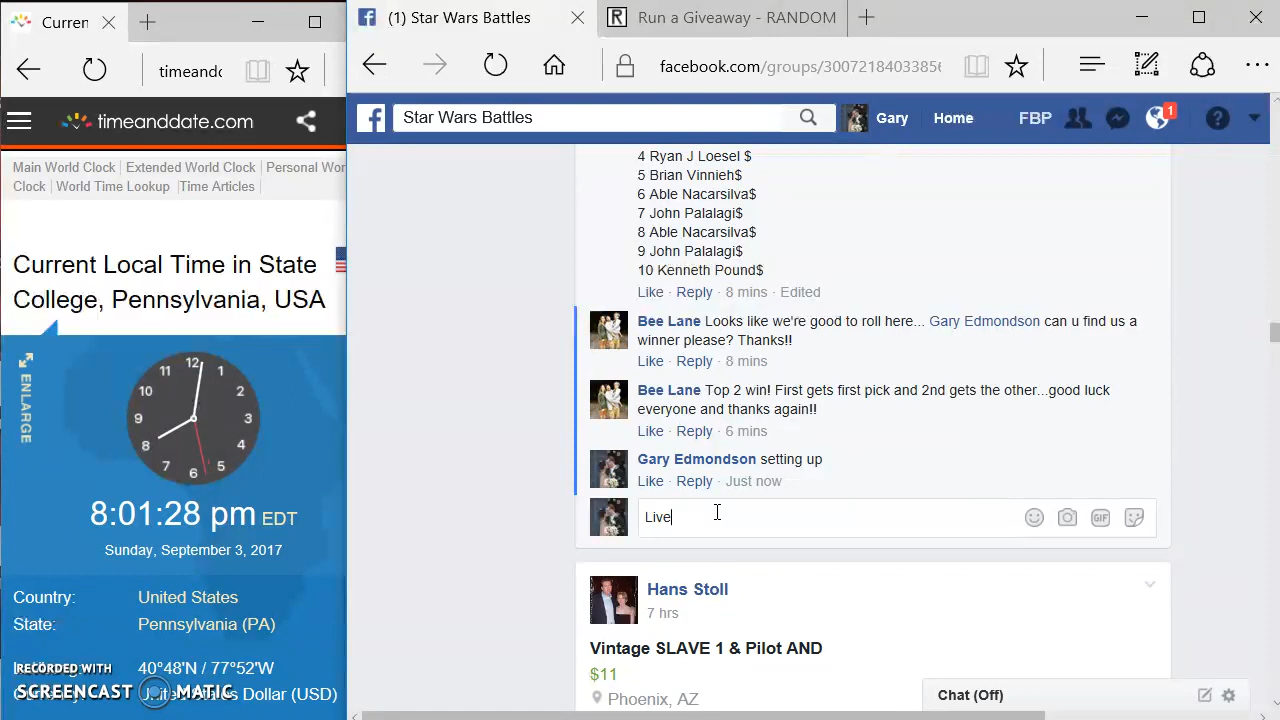 Curren
timeandc
timeanddate.com
Main World Clock Extended World Clock Personal Wor
Clock World Time Lookup Time Articles
Current Local Time in State
College, Pennsylvania, USA
ENLARGE
12
1
2
3
4
5
6
7
8
9
10
11
8:01:28 pm EDT
Sunday, September 3, 2017
Country: United States
State: Pennsylvania (PA)
40°48'N / 77°52'W
RECORDED WITH
SCREENCAST MATIC
Dollar (USD)
(1) Star Wars Battles
Run a Giveaway - RANDOM
facebook.com/groups/30072184033856
Star Wars Battles
Gary Home FBP 1
4 Ryan J Loesel $
5 Brian Vinnieh$
6 Able Nacarsilva$
7 John Palalagi$
8 Able Nacarsilva$
9 John Palalagi$
10 Kenneth Pound$
Like · Reply · 8 mins · Edited
Bee Lane Looks like we're good to roll here... Gary Edmondson can u find us a
winner please? Thanks!!
Like · Reply · 8 mins
Bee Lane Top 2 win! First gets first pick and 2nd gets the other...good luck
everyone and thanks again!!
Like · Reply · 6 mins
Gary Edmondson setting up
Like · Reply · Just now
Live
GIF
Hans Stoll
7 hrs
Vintage SLAVE 1 & Pilot AND
$11
Phoenix, AZ
Chat (Off)